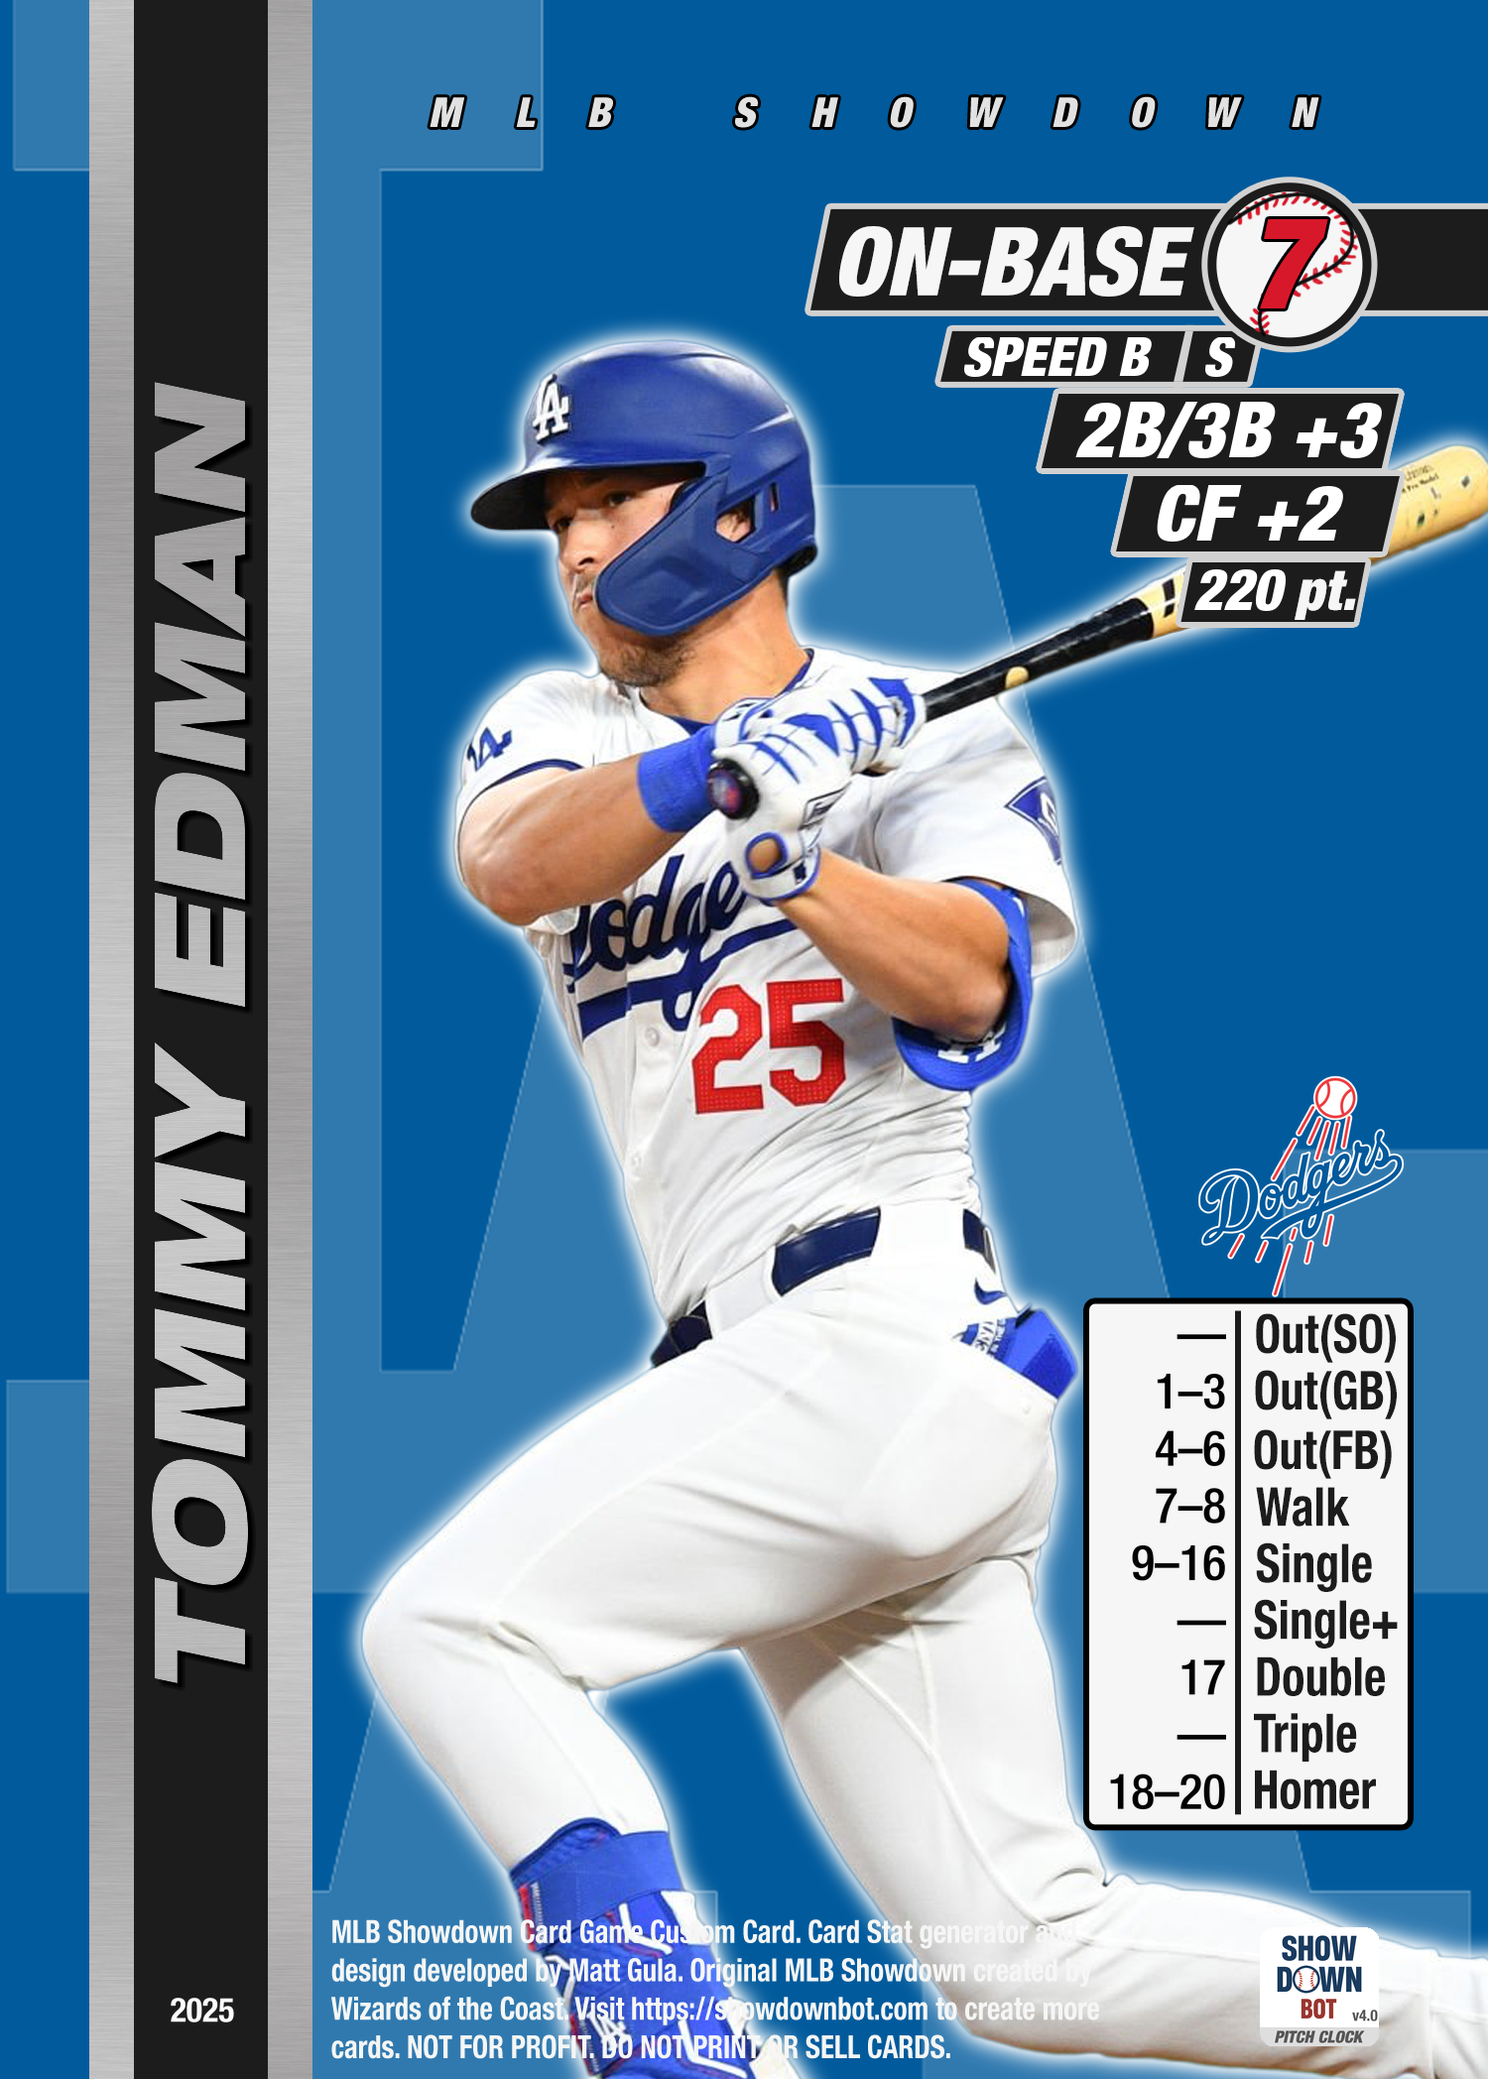 MLB SHOWDOWN
ON-BASE 7
SPEED B S
2B/3B +3
CF +2
220 pt.
TOMMY EDMAN
LA
LA
Dodge
25
Dodgers
— Out(SO)
1–3 Out(GB)
4–6 Out(FB)
7–8 Walk
9–16 Single
— Single+
17 Double
— Triple
18–20 Homer
MLB Showdown Card Game Custom Card. Card Stat generator and
design developed by Matt Gula. Original MLB Showdown created by
Wizards of the Coast. Visit https://showdownbot.com to create more
cards. NOT FOR PROFIT. DO NOT PRINT OR SELL CARDS.
2025
SHOW
DOWN
BOT v4.0
PITCH CLOCK